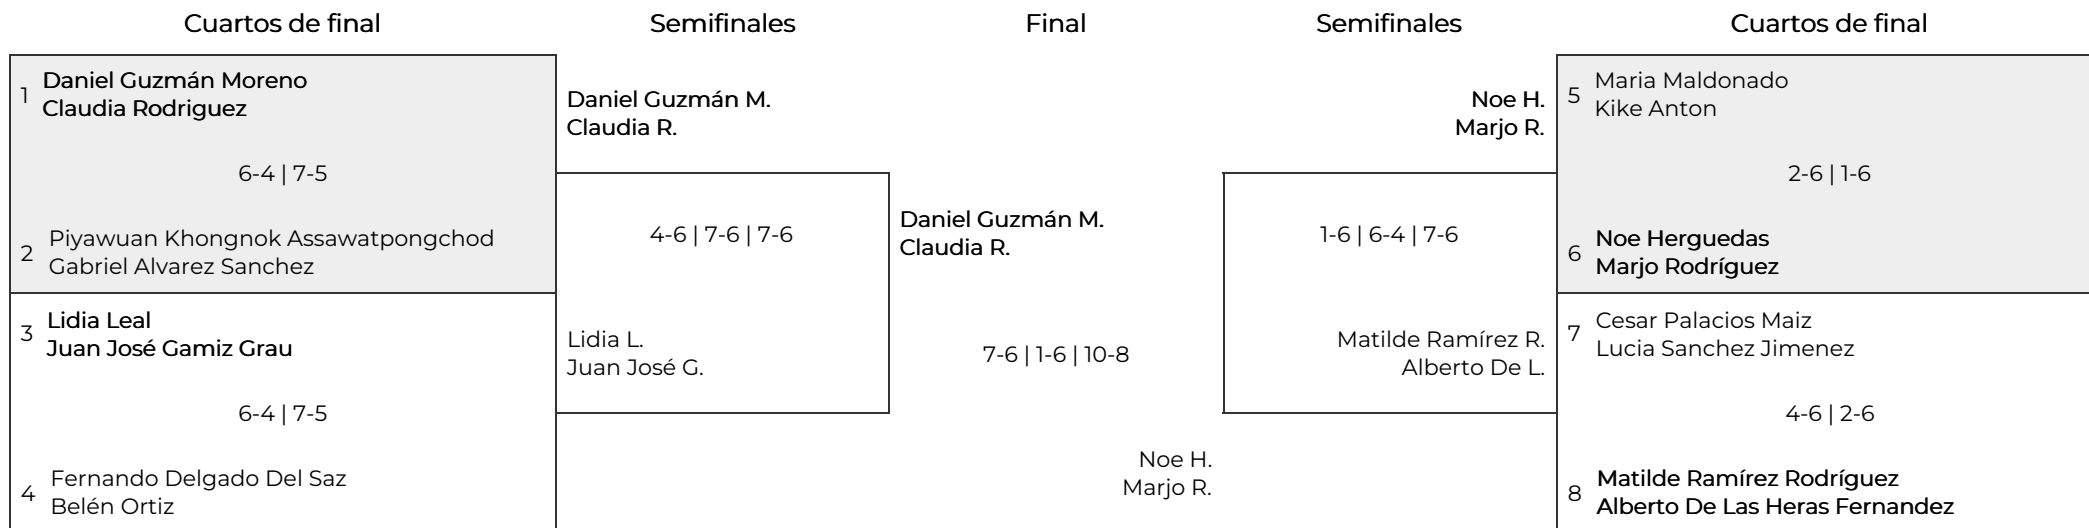 Cuartos de final
Semifinales
Final
Semifinales
Cuartos de final
1
Daniel Guzmán Moreno
Claudia Rodriguez
6-4 | 7-5
2
Piyawuan Khongnok Assawatpongchod
Gabriel Alvarez Sanchez
3
Lidia Leal
Juan José Gamiz Grau
6-4 | 7-5
4
Fernando Delgado Del Saz
Belén Ortiz
Daniel Guzmán M.
Claudia R.
4-6 | 7-6 | 7-6
Lidia L.
Juan José G.
Daniel Guzmán M.
Claudia R.
7-6 | 1-6 | 10-8
Noe H.
Marjo R.
Noe H.
Marjo R.
1-6 | 6-4 | 7-6
Matilde Ramírez R.
Alberto De L.
5
Maria Maldonado
Kike Anton
2-6 | 1-6
6
Noe Herguedas
Marjo Rodríguez
7
Cesar Palacios Maiz
Lucia Sanchez Jimenez
4-6 | 2-6
8
Matilde Ramírez Rodríguez
Alberto De Las Heras Fernandez